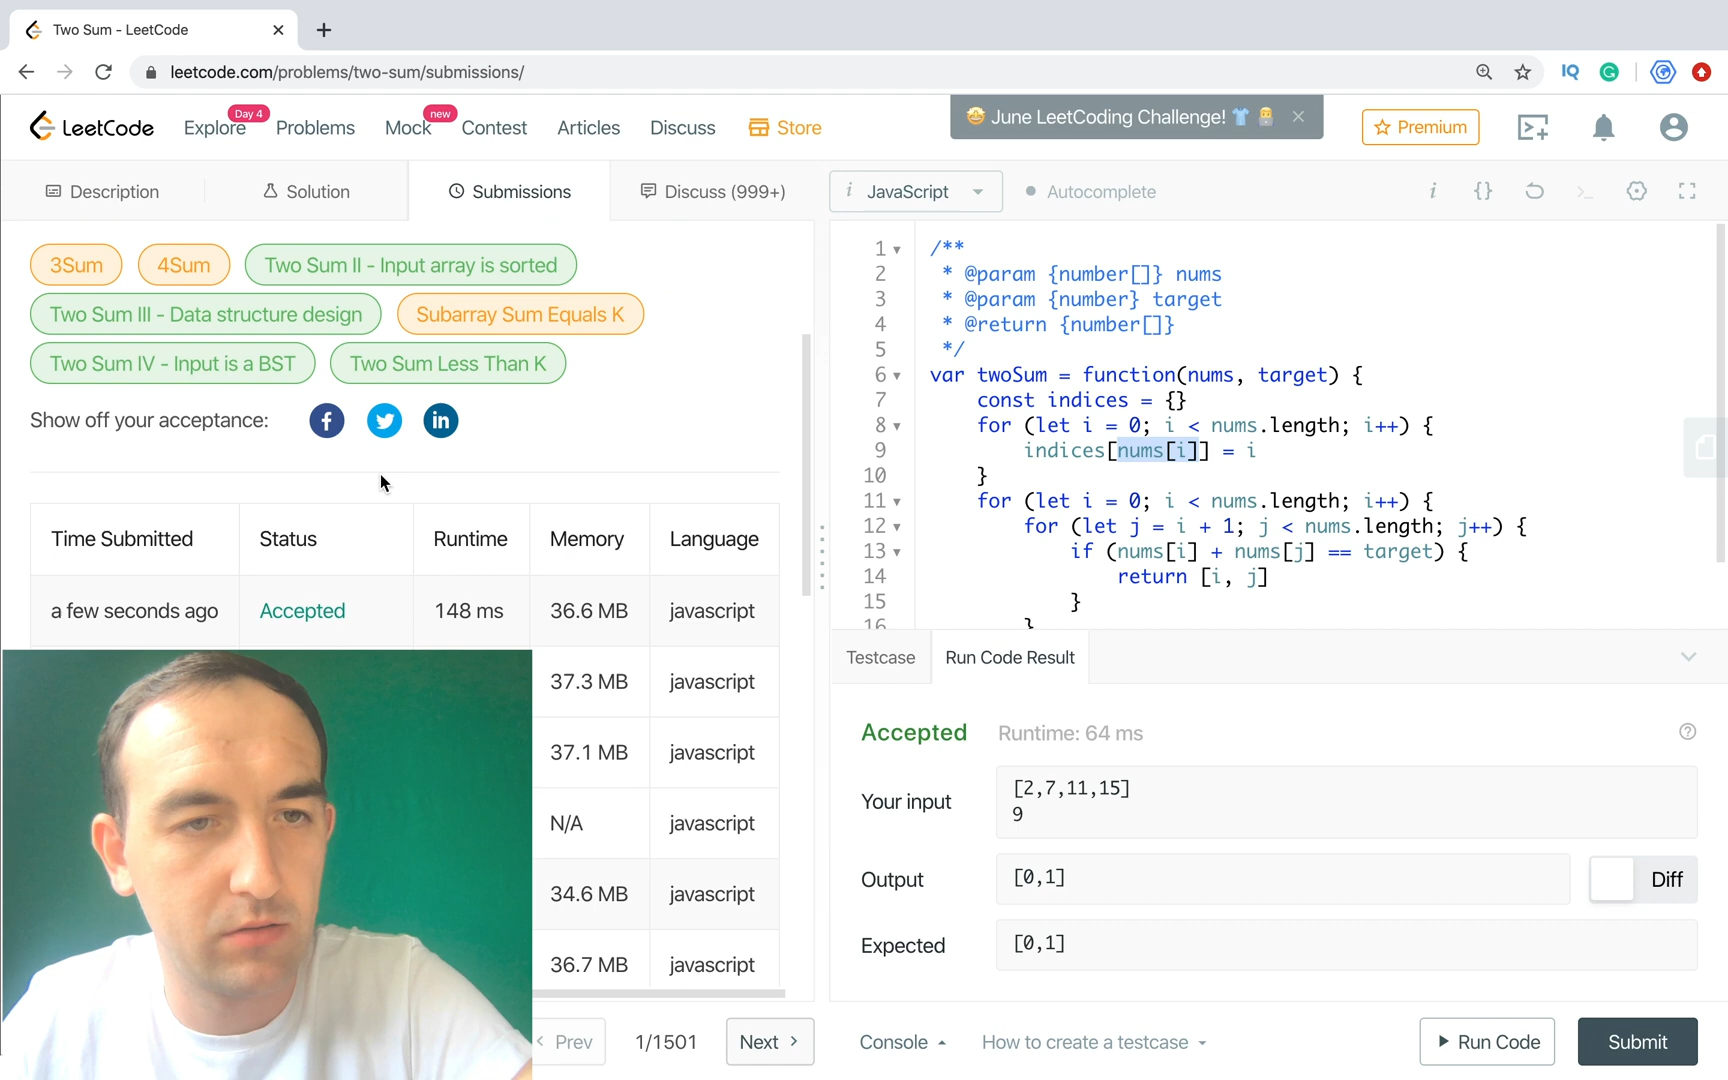 Two Sum - LeetCode
leetcode.com/problems/two-sum/submissions/
IQ
LeetCode
Explore
Day 4
Problems
Mock
new
Contest
Articles
Discuss
Store
June LeetCoding Challenge!
Premium
Description
Solution
Submissions
Discuss (999+)
i JavaScript
Autocomplete
i {}
3Sum
4Sum
Two Sum II - Input array is sorted
Two Sum III - Data structure design
Subarray Sum Equals K
Two Sum IV - Input is a BST
Two Sum Less Than K
Show off your acceptance:
Time Submitted Status Runtime Memory Language
a few seconds ago Accepted 148 ms 36.6 MB javascript
37.3 MB javascript
37.1 MB javascript
N/A javascript
34.6 MB javascript
36.7 MB javascript
Prev
1/1501
Next
1 /**
2 * @param {number[]} nums
3 * @param {number} target
4 * @return {number[]}
5 */
6 var twoSum = function(nums, target) {
7 const indices = {}
8 for (let i = 0; i < nums.length; i++) {
9 indices[nums[i]] = i
10 }
11 for (let i = 0; i < nums.length; i++) {
12 for (let j = i + 1; j < nums.length; j++) {
13 if (nums[i] + nums[j] == target) {
14 return [i, j]
15 }
16 }
Testcase
Run Code Result
Accepted Runtime: 64 ms
Your input
[2,7,11,15]
9
Output
[0,1]
Diff
Expected
[0,1]
Console
How to create a testcase
Run Code
Submit